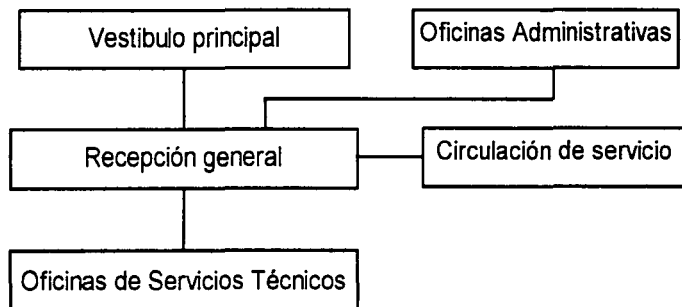 Vestibulo principal
Oficinas Administrativas
Recepción general
Circulación de servicio
Oficinas de Servicios Técnicos